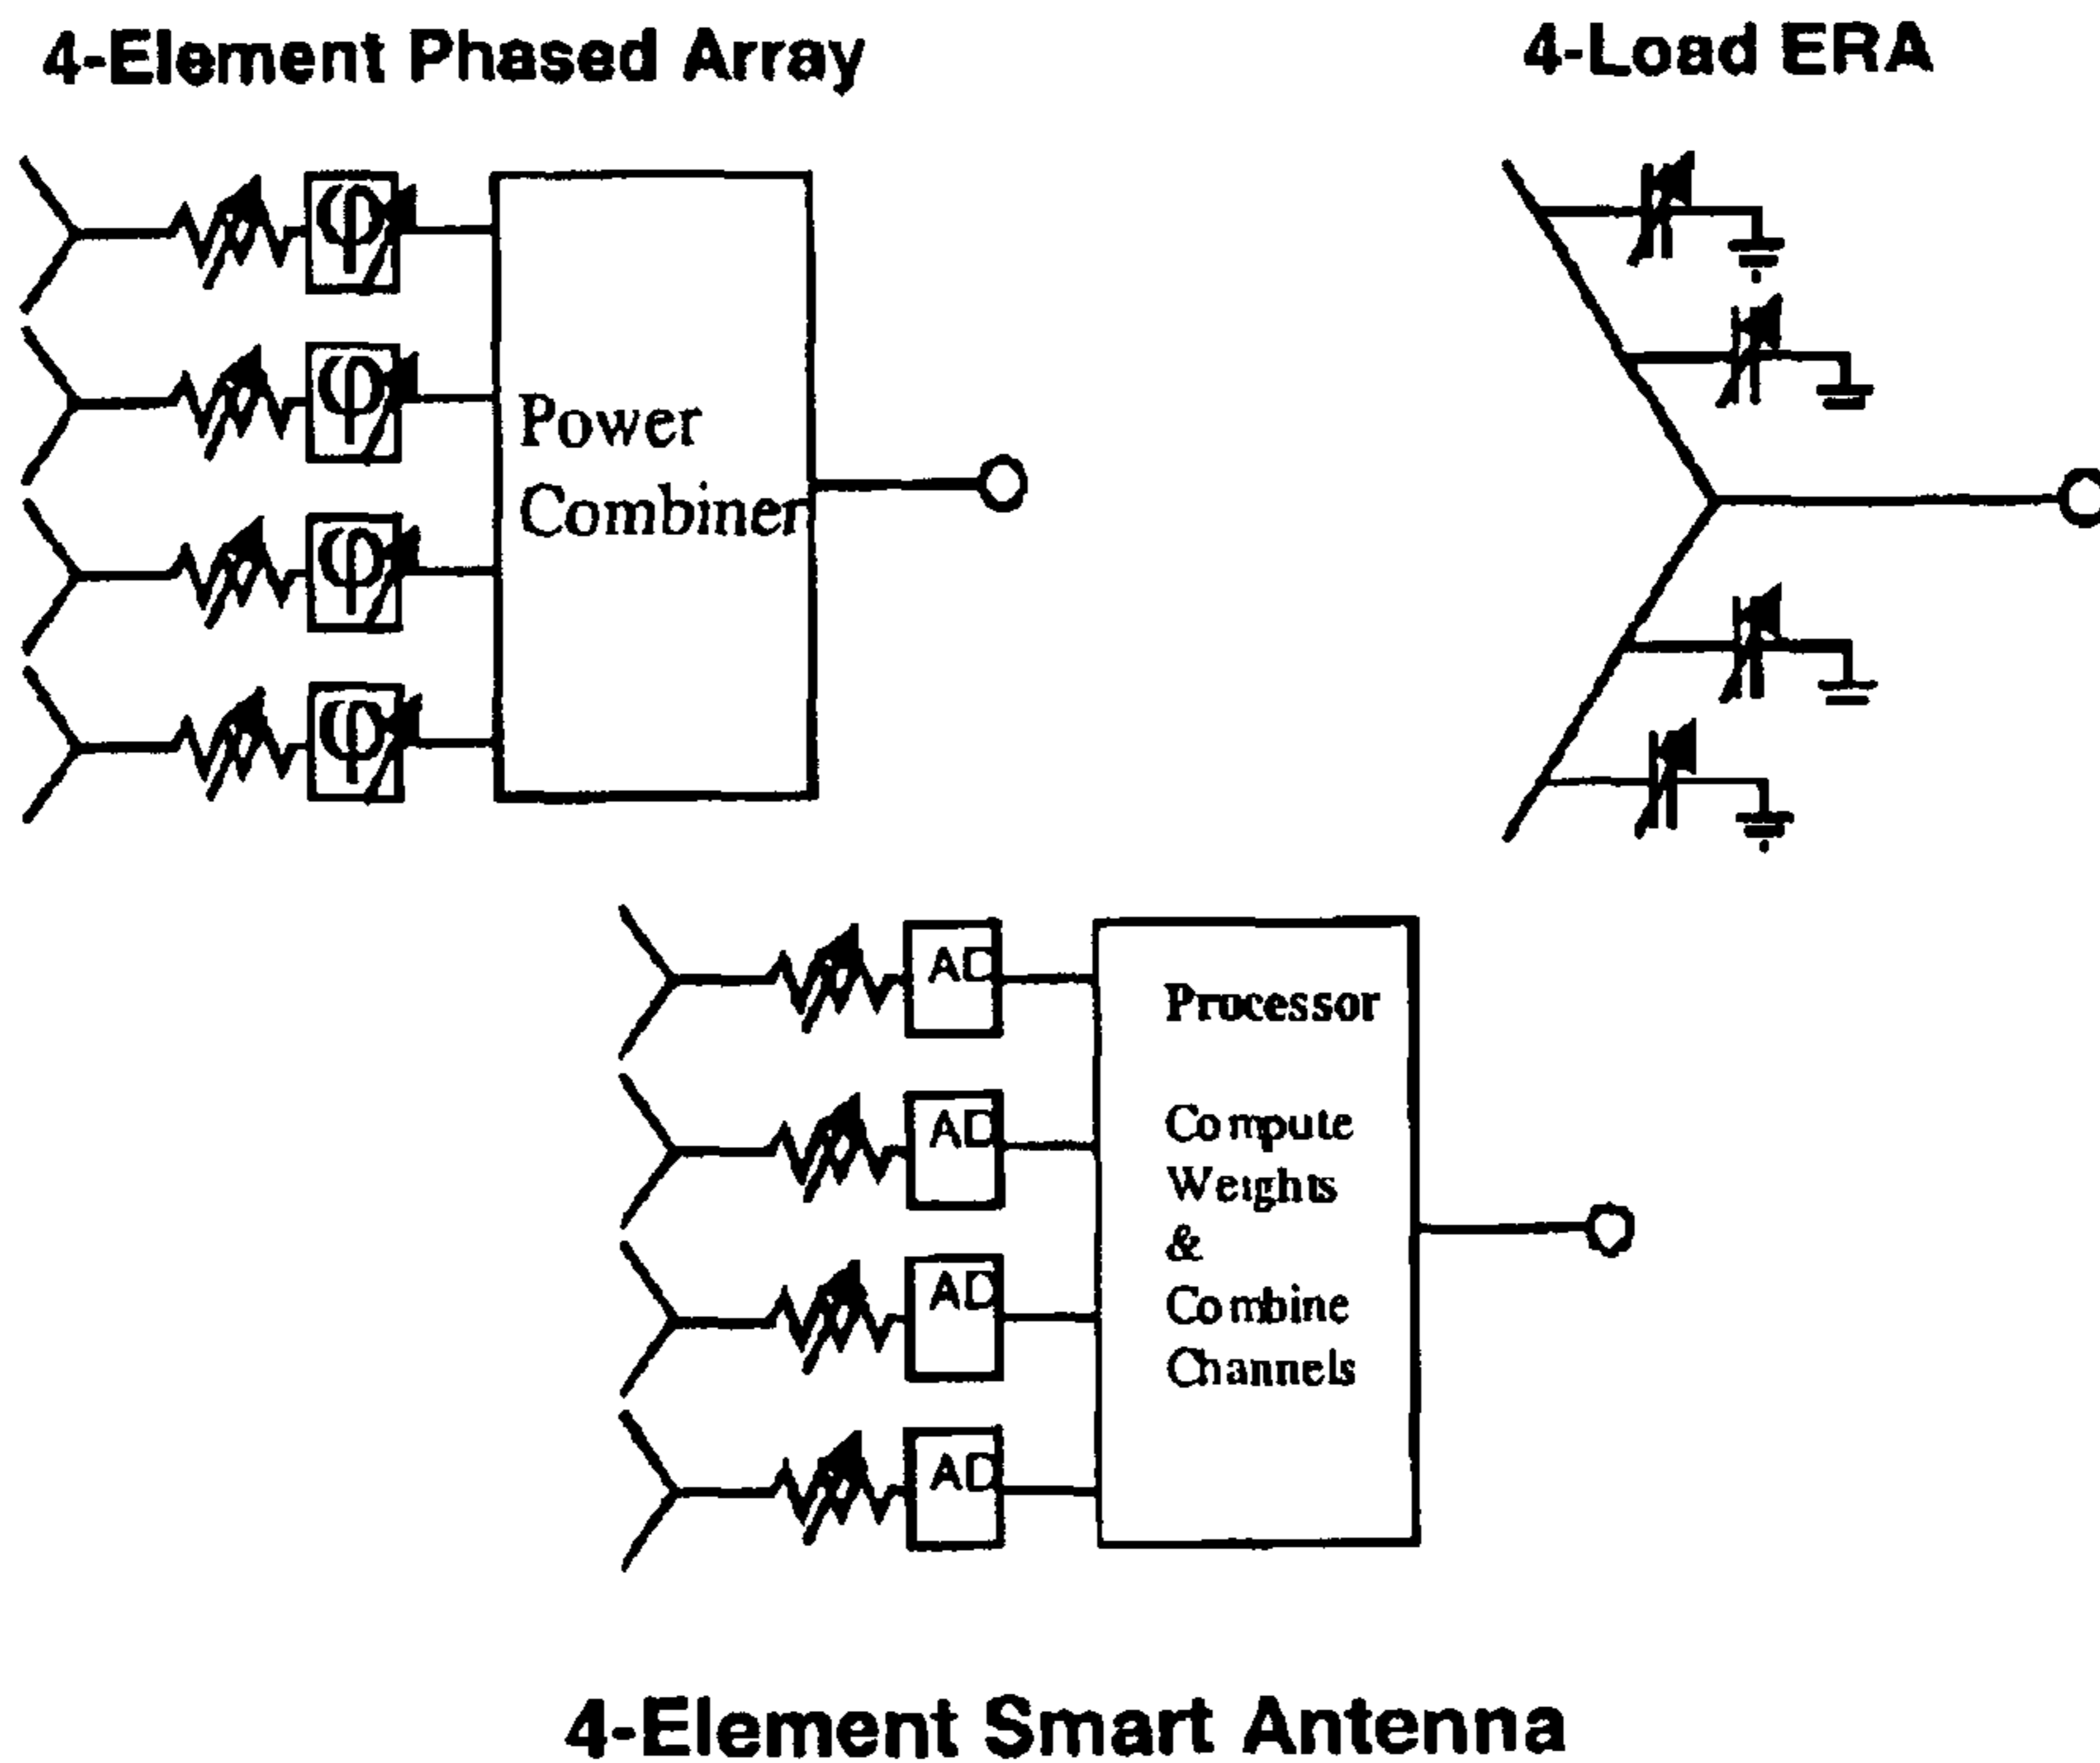 4-Element Phased Array
4-Load ERA
φ
φ
φ
φ
Power
Combiner
AD
AD
AD
AD
Processor
Compute
Weights
&
Combine
Channels
4-Element Smart Antenna